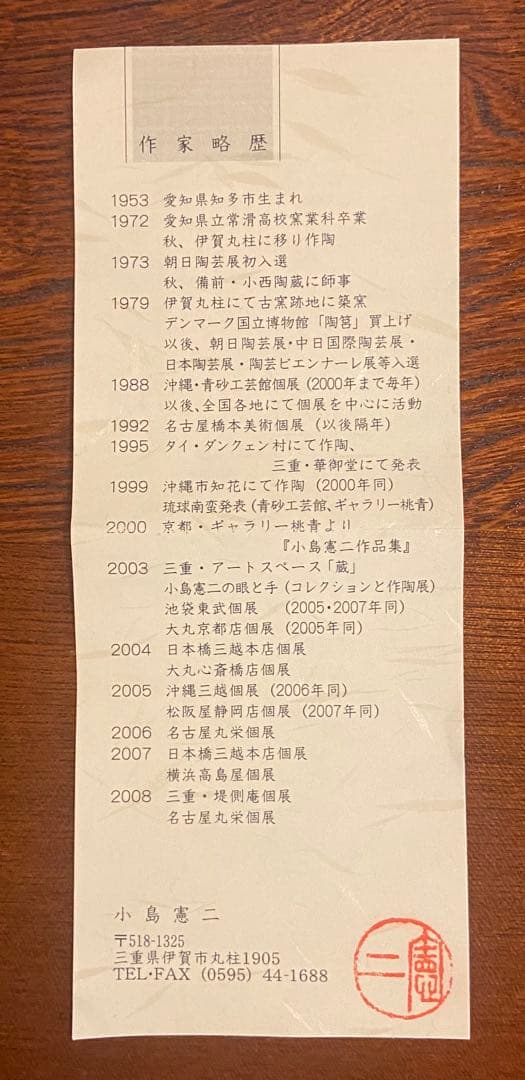 作家略歴
1953 愛知県知多市生まれ
1972 愛知県立常滑高校窯業科卒業
秋、伊賀丸柱に移り作陶
1973 朝日陶芸展初入選
秋、備前・小西陶蔵に師事
1979 伊賀丸柱にて古窯跡地に築窯
デンマーク国立博物館「陶筥」買上げ
以後、朝日陶芸展・中日国際陶芸展・
日本陶芸展・陶芸ビエンナーレ展等入選
1988 沖縄・青砂工芸館個展(2000年まで毎年)
以後、全国各地にて個展を中心に活動
1992 名古屋橋本美術個展(以後隔年)
1995 タイ・ダンクェン村にて作陶、
三重・華御堂にて発表
1999 沖縄市知花にて作陶(2000年同)
琉球南蛮発表(青砂工芸館、ギャラリー桃青)
2000 京都・ギャラリー桃青より
『小島憲二作品集』
2003 三重・アートスペース「蔵」
小島憲二の眼と手(コレクションと作陶展)
池袋東武個展 (2005・2007年同)
大丸京都店個展(2005年同)
2004 日本橋三越本店個展
大丸心斎橋店個展
2005 沖縄三越個展(2006年同)
松阪屋静岡店個展(2007年同)
2006 名古屋丸栄個展
2007 日本橋三越本店個展
横浜高島屋個展
2008 三重・堤側庵個展
名古屋丸栄個展
小島憲二
〒518-1325
三重県伊賀市丸柱1905
TEL・FAX (0595) 44-1688
憲二